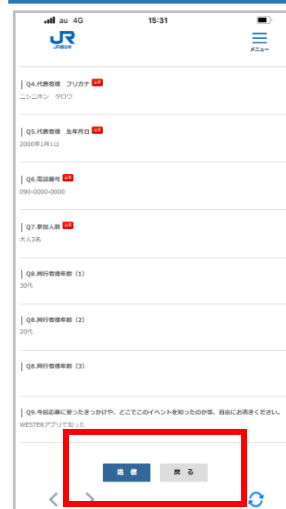 au 4G 15:31
JR
メニュー
Q4.代表者様 フリガナ 必須
ニシニホン タロウ
Q5.代表者様 生年月日 必須
2000年1月1日
Q6.電話番号 必須
090-0000-0000
Q7.参加人数 必須
大人3名
Q8.同行者様年齢（1）
30代
Q8.同行者様年齢（2）
20代
Q8.同行者様年齢（3）
Q9.今回応募に至ったきっかけや、どこでこのイベントを知ったのか等、自由にお書きください。
WESTERアプリで知った
送 信 戻 る